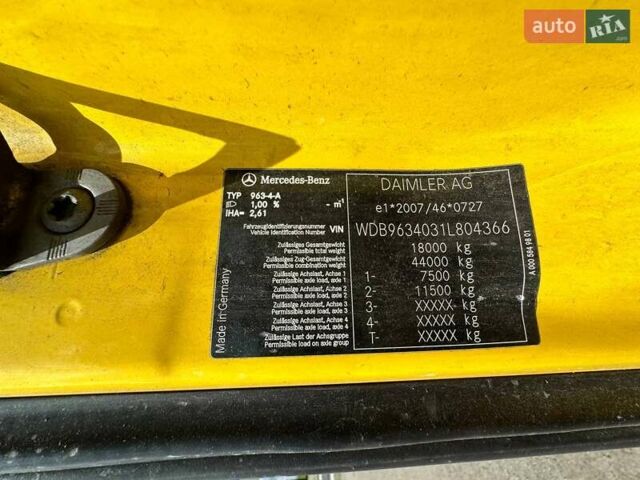 auto RIA.com
Mercedes-Benz
TYP 963-4-A
1,00 % - m¹
IHA= 2,61
Fahrzeugidentifizierungsnummer
Vehicle Identification Number VIN
Zulässiges Gesamtgewicht
Permissible total weight
Zulässiges Zug-Gesamtgewicht
Permissible combination weight
Zulässige Achslast, Achse 1
Permissible axle load, axle 1
Zulässige Achslast, Achse 2
Permissible axle load, axle 2
Zulässige Achslast, Achse 3
Permissible axle load, axle 3
Zulässige Achslast, Achse 4
Permissible axle load, axle 4
Zulässige Last der Achsgruppe
Permissible load on axle group
DAIMLER AG
e1*2007/46*0727
WDB9634031L804366
18000 kg
44000 kg
1- 7500 kg
2- 11500 kg
3- XXXXX kg
4- XXXXX kg
T- XXXXX kg
Made in Germany
A 000 584 98 01